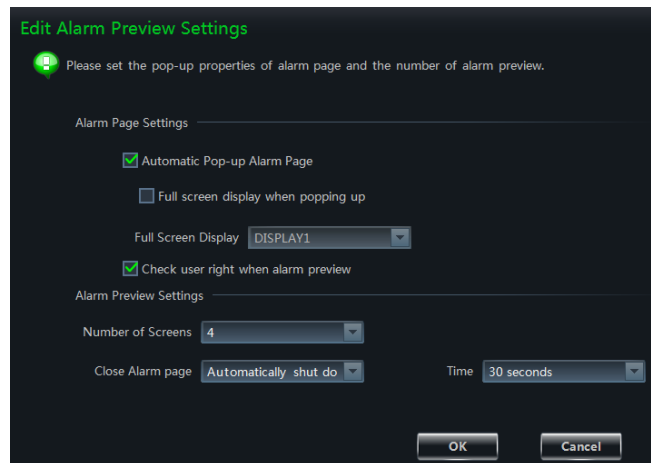 Edit Alarm Preview Settings
Please set the pop-up properties of alarm page and the number of alarm preview.
Alarm Page Settings
Automatic Pop-up Alarm Page
Full screen display when popping up
Full Screen Display DISPLAY1
Check user right when alarm preview
Alarm Preview Settings
Number of Screens 4
Close Alarm page Automatically shut do Time 30 seconds
OK Cancel